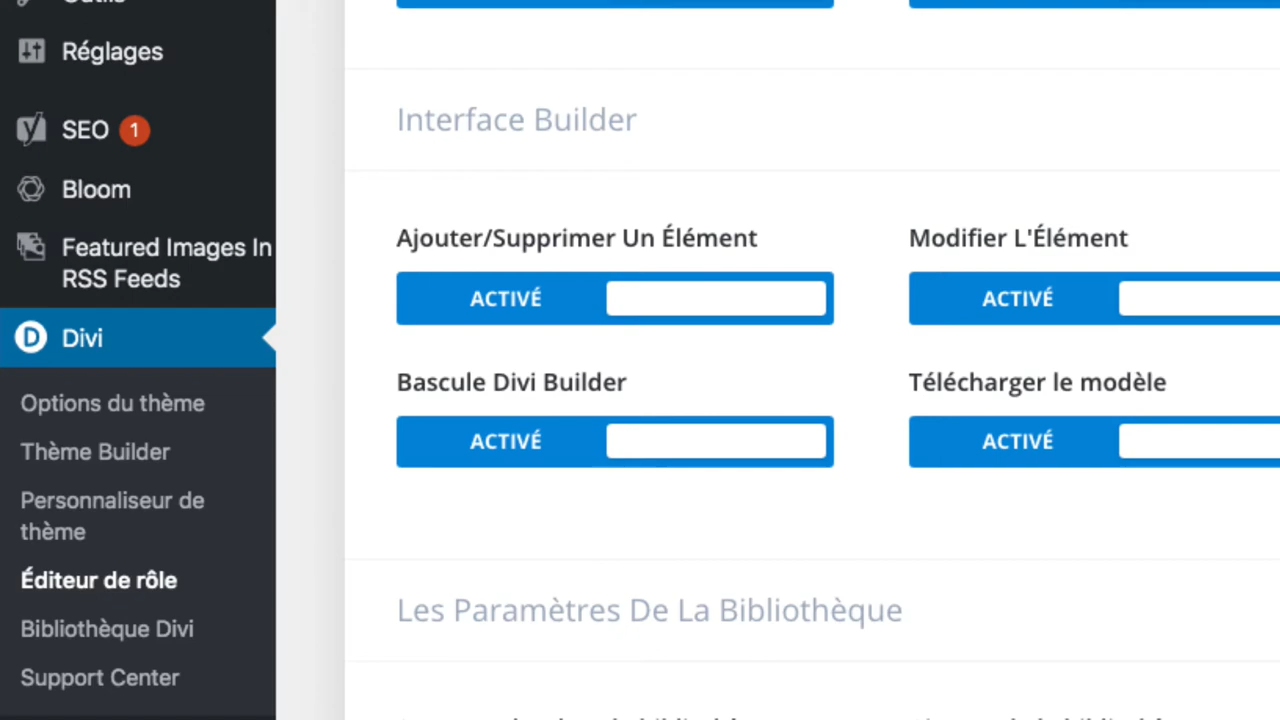 Outils
Réglages
SEO 1
Bloom
Featured Images In
RSS Feeds
Divi
Options du thème
Thème Builder
Personnaliseur de
thème
Éditeur de rôle
Bibliothèque Divi
Support Center
Interface Builder
Ajouter/Supprimer Un Élément
Modifier L'Élément
ACTIVÉ
ACTIVÉ
Bascule Divi Builder
Télécharger le modèle
ACTIVÉ
ACTIVÉ
Les Paramètres De La Bibliothèque